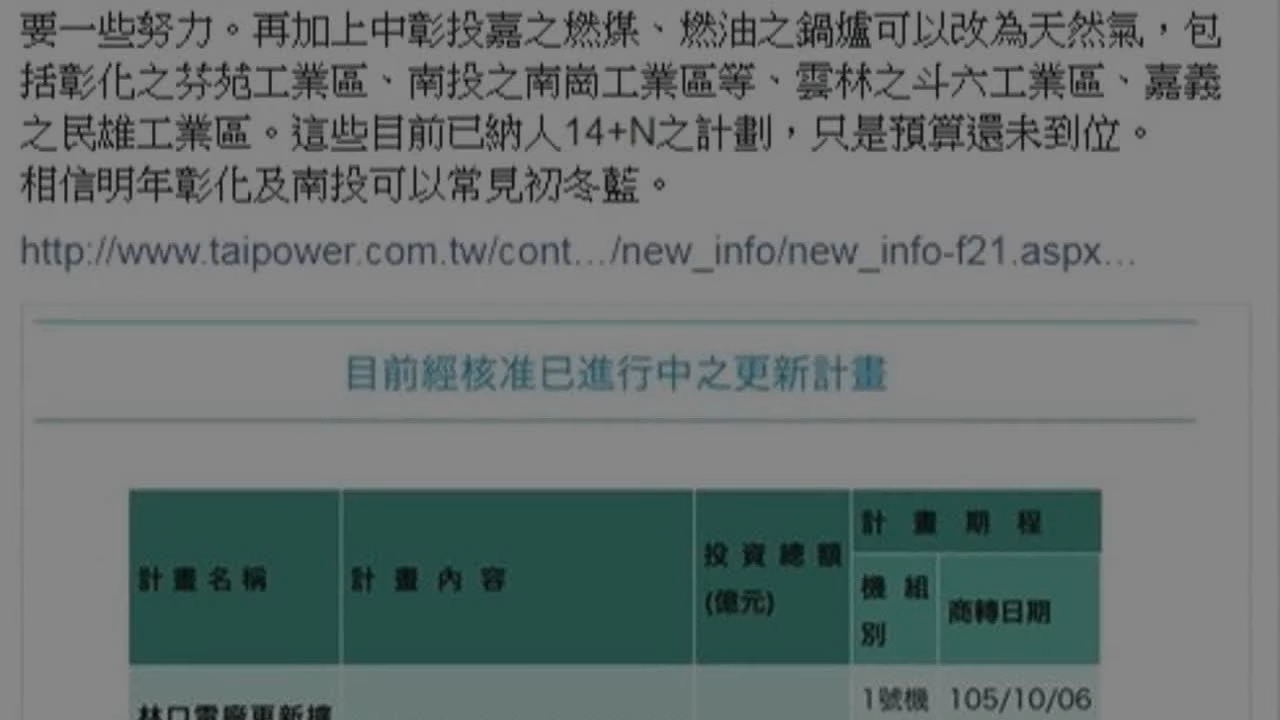 要一些努力。再加上中彰投嘉之燃煤、燃油之鍋爐可以改為天然氣，包
括彰化之芬苑工業區、南投之南崗工業區等、雲林之斗六工業區、嘉義
之民雄工業區。這些目前已納人14+N之計劃，只是預算還未到位。
相信明年彰化及南投可以常見初冬藍。
http://www.taipower.com.tw/cont.../new_info/new_info-f21.aspx...
目前經核准已進行中之更新計畫
計畫名稱
計畫內容
投資總額
(億元)
計畫期程
機組
別
商轉日期
林口電廠更新擴
1號機 105/10/06